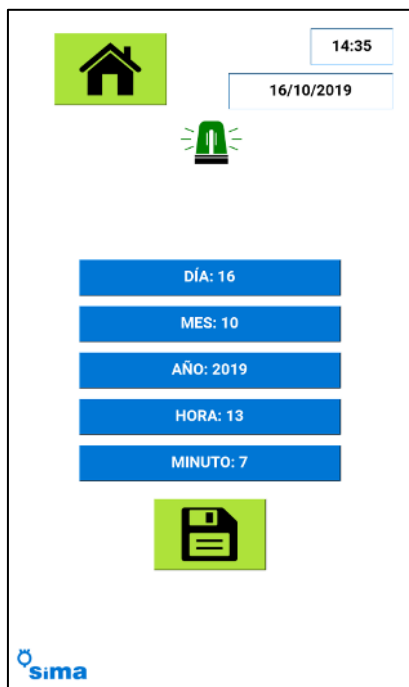 14:35
16/10/2019
DÍA: 16
MES: 10
AÑO: 2019
HORA: 13
MINUTO: 7
sima